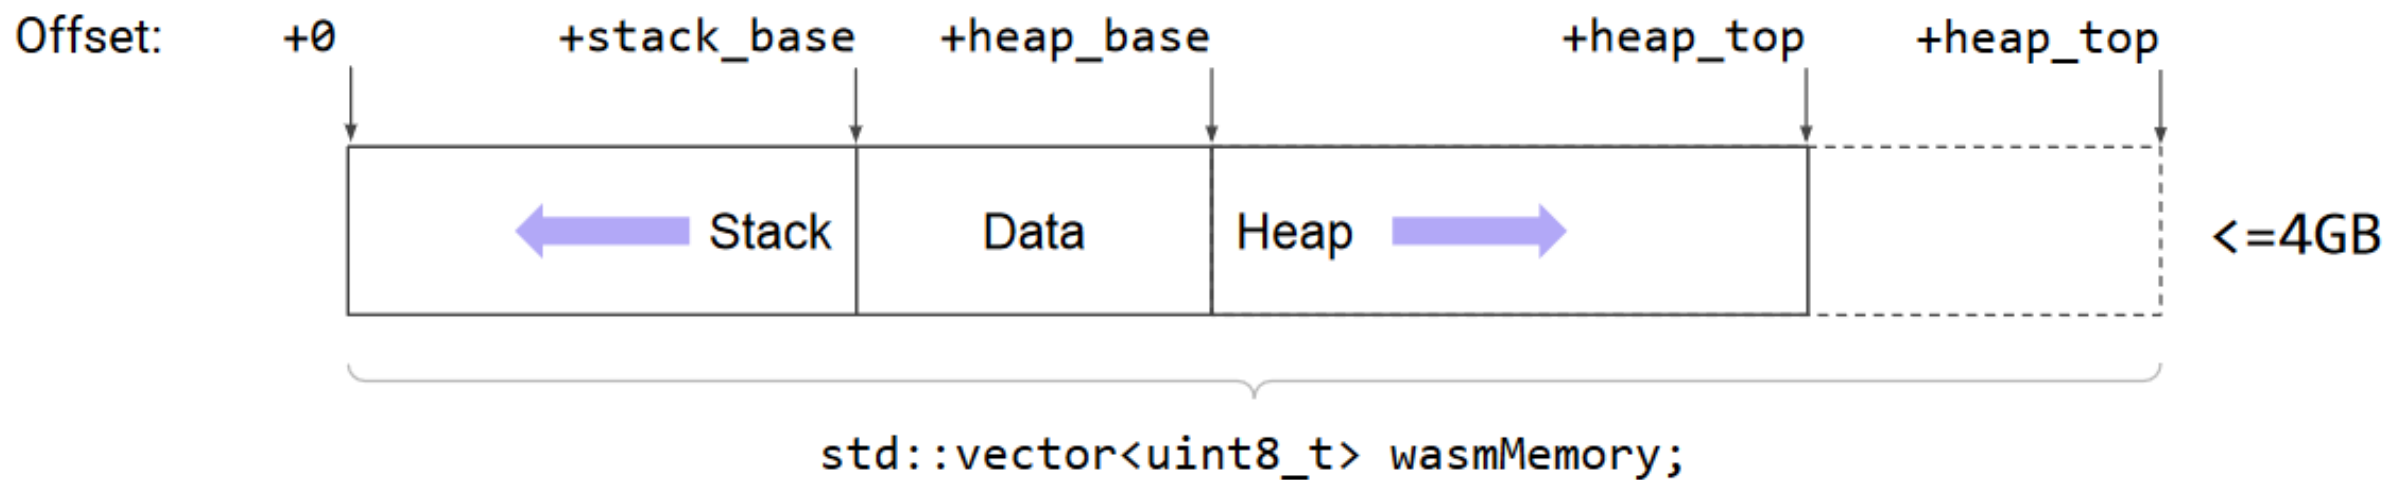 Offset: +0 +stack_base +heap_base +heap_top +heap_top
Stack Data Heap <=4GB
std::vector<uint8_t> wasmMemory;